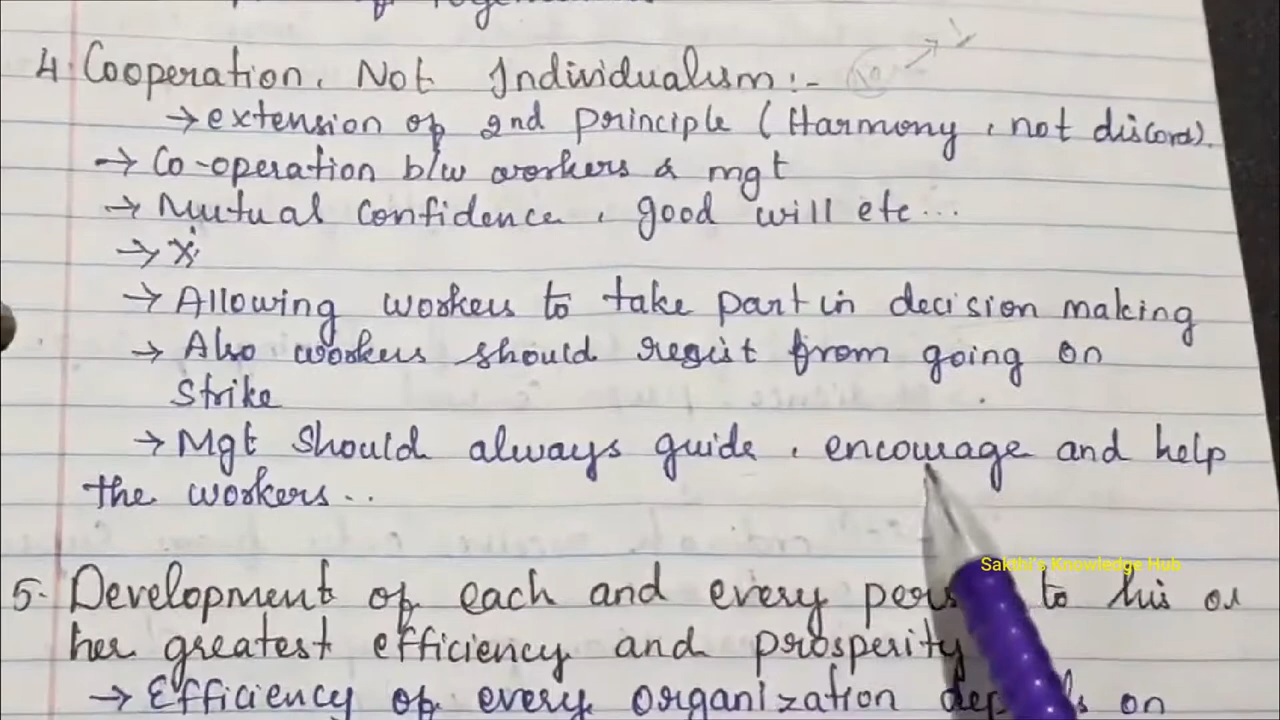 4. Cooperation, Not Individualism:-
→ extension of 2nd principle (Harmony, not discord).
→ Co-operation b/w workers & mgt
→ Mutual confidence, good will etc...
→
→ Allowing workers to take part in decision making
→ Also workers should from going on
Strike
→ Mgt should always guide, encourage and help
the workers..
Sakthi's Knowledge Hub
5. Development of each and every to his or
her greatest efficiency and prosperity
→ Efficiency of every organization on